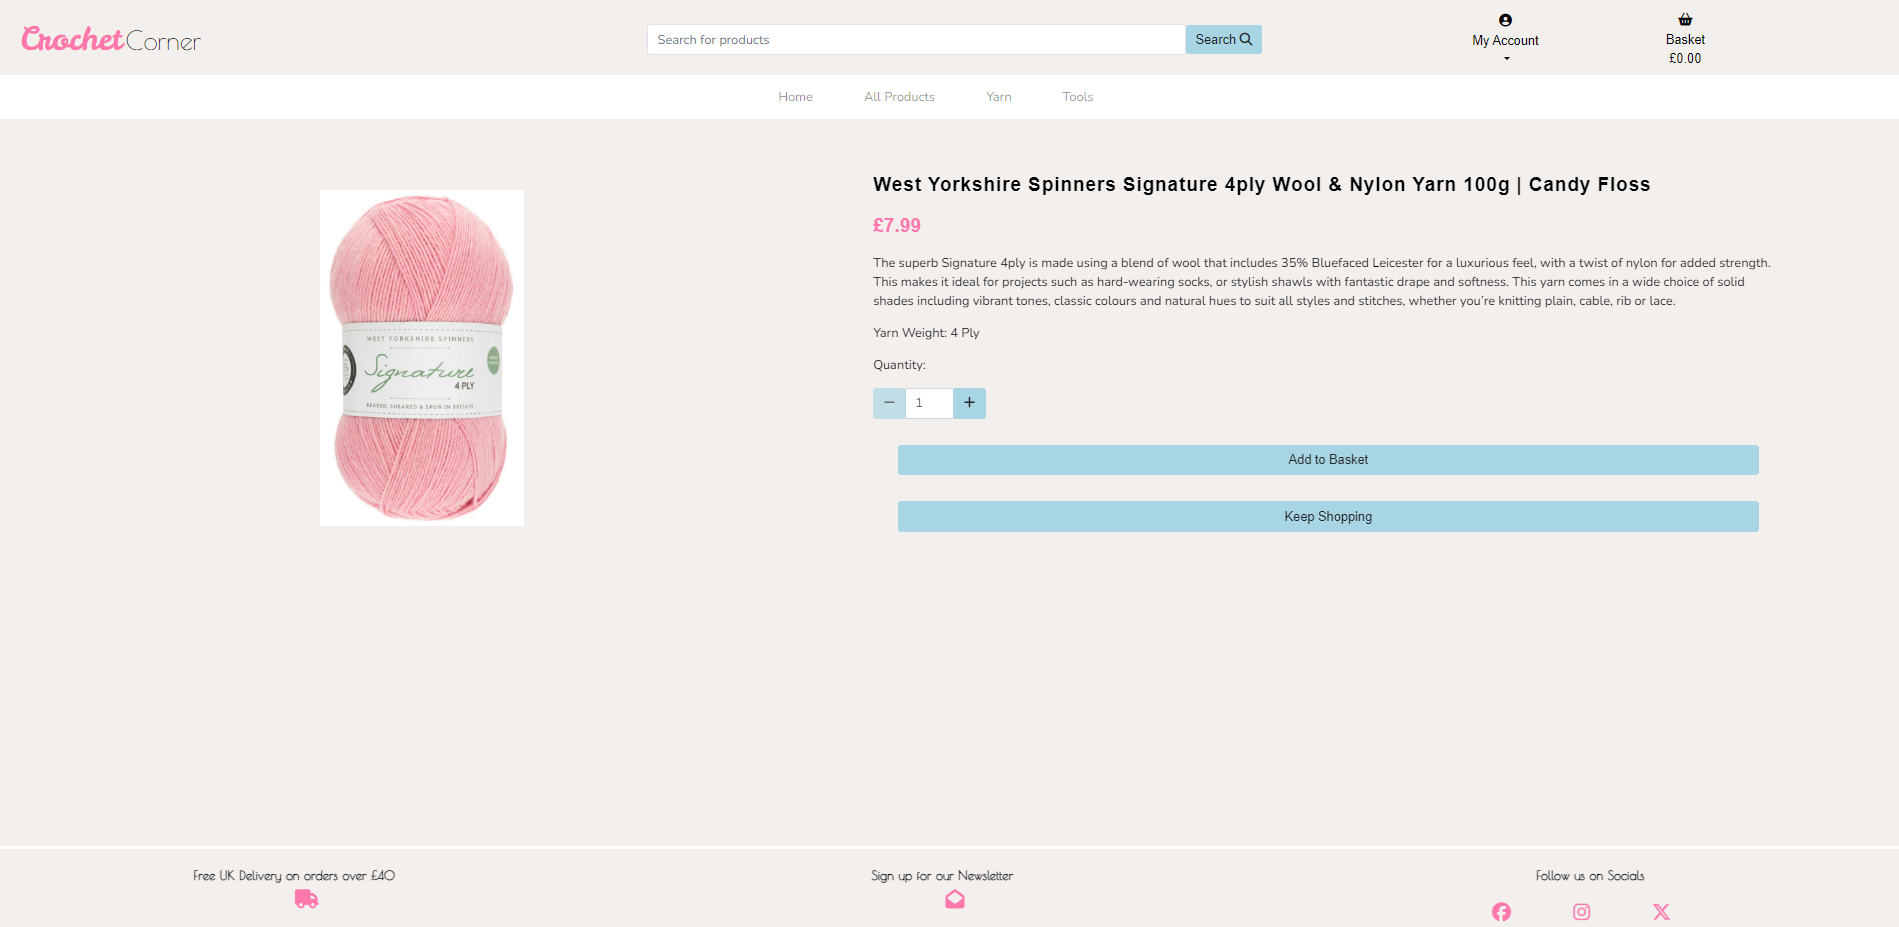 Crochet Corner
Search for products
Search
My Account
Basket
£0.00
Home
All Products
Yarn
Tools
WEST YORKSHIRE SPINNERS
Signature
4 PLY
REARED, SHEARED & SPUN IN BRITAIN
West Yorkshire Spinners Signature 4ply Wool & Nylon Yarn 100g | Candy Floss
£7.99
The superb Signature 4ply is made using a blend of wool that includes 35% Bluefaced Leicester for a luxurious feel, with a twist of nylon for added strength.
This makes it ideal for projects such as hard-wearing socks, or stylish shawls with fantastic drape and softness. This yarn comes in a wide choice of solid
shades including vibrant tones, classic colours and natural hues to suit all styles and stitches, whether you’re knitting plain, cable, rib or lace.
Yarn Weight: 4 Ply
Quantity:
1
Add to Basket
Keep Shopping
Free UK Delivery on orders over £40
Sign up for our Newsletter
Follow us on Socials